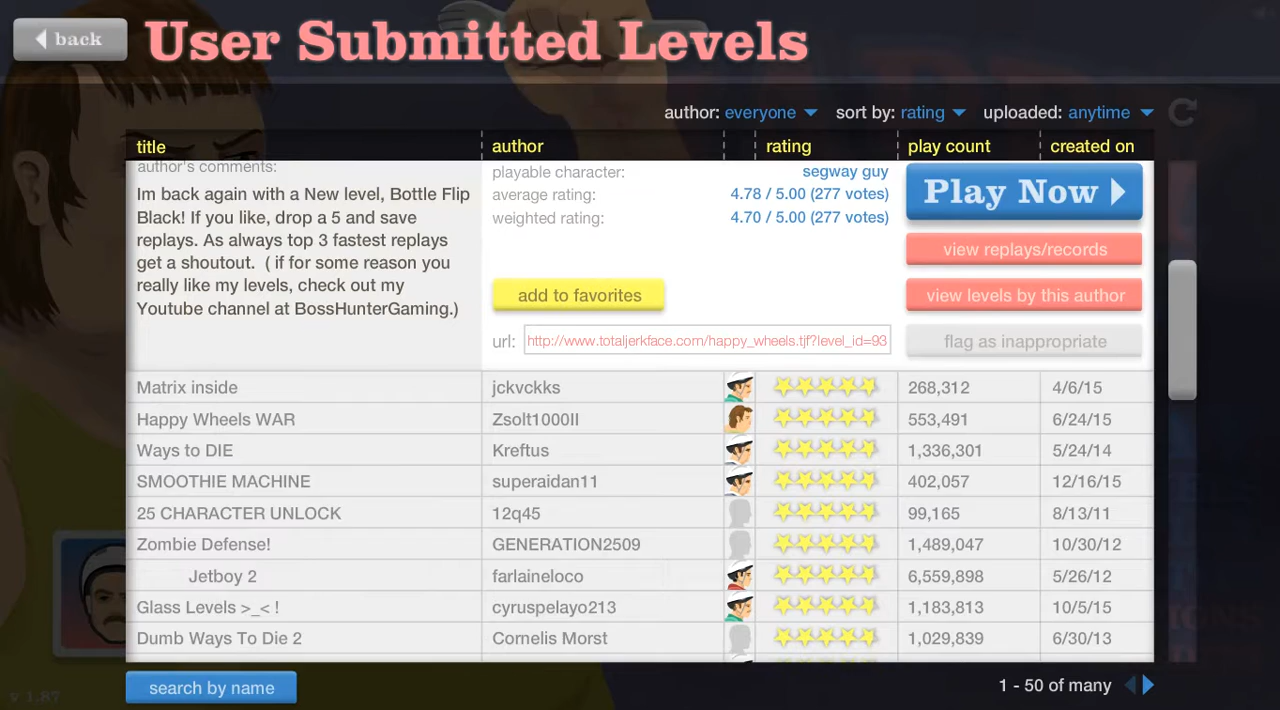 back
User Submitted Levels
author: everyone sort by: rating uploaded: anytime
title author rating play count created on
author's comments:
Im back again with a New level, Bottle Flip
Black! If you like, drop a 5 and save
replays. As always top 3 fastest replays
get a shoutout. ( if for some reason you
really like my levels, check out my
Youtube channel at BossHunterGaming.)
playable character: segway guy
average rating: 4.78 / 5.00 (277 votes)
weighted rating: 4.70 / 5.00 (277 votes)
add to favorites
url: http://www.totaljerkface.com/happy_wheels.tjf?level_id=93
Play Now
view replays/records
view levels by this author
flag as inappropriate
Matrix inside jckvckks 268,312 4/6/15
Happy Wheels WAR Zsolt1000II 553,491 6/24/15
Ways to DIE Kreftus 1,336,301 5/24/14
SMOOTHIE MACHINE superaidan11 402,057 12/16/15
25 CHARACTER UNLOCK 12q45 99,165 8/13/11
Zombie Defense! GENERATION2509 1,489,047 10/30/12
Jetboy 2 farlaineloco 6,559,898 5/26/12
Glass Levels >_< ! cyruspelayo213 1,183,813 10/5/15
Dumb Ways To Die 2 Cornelis Morst 1,029,839 6/30/13
search by name
1 - 50 of many
v 1.87